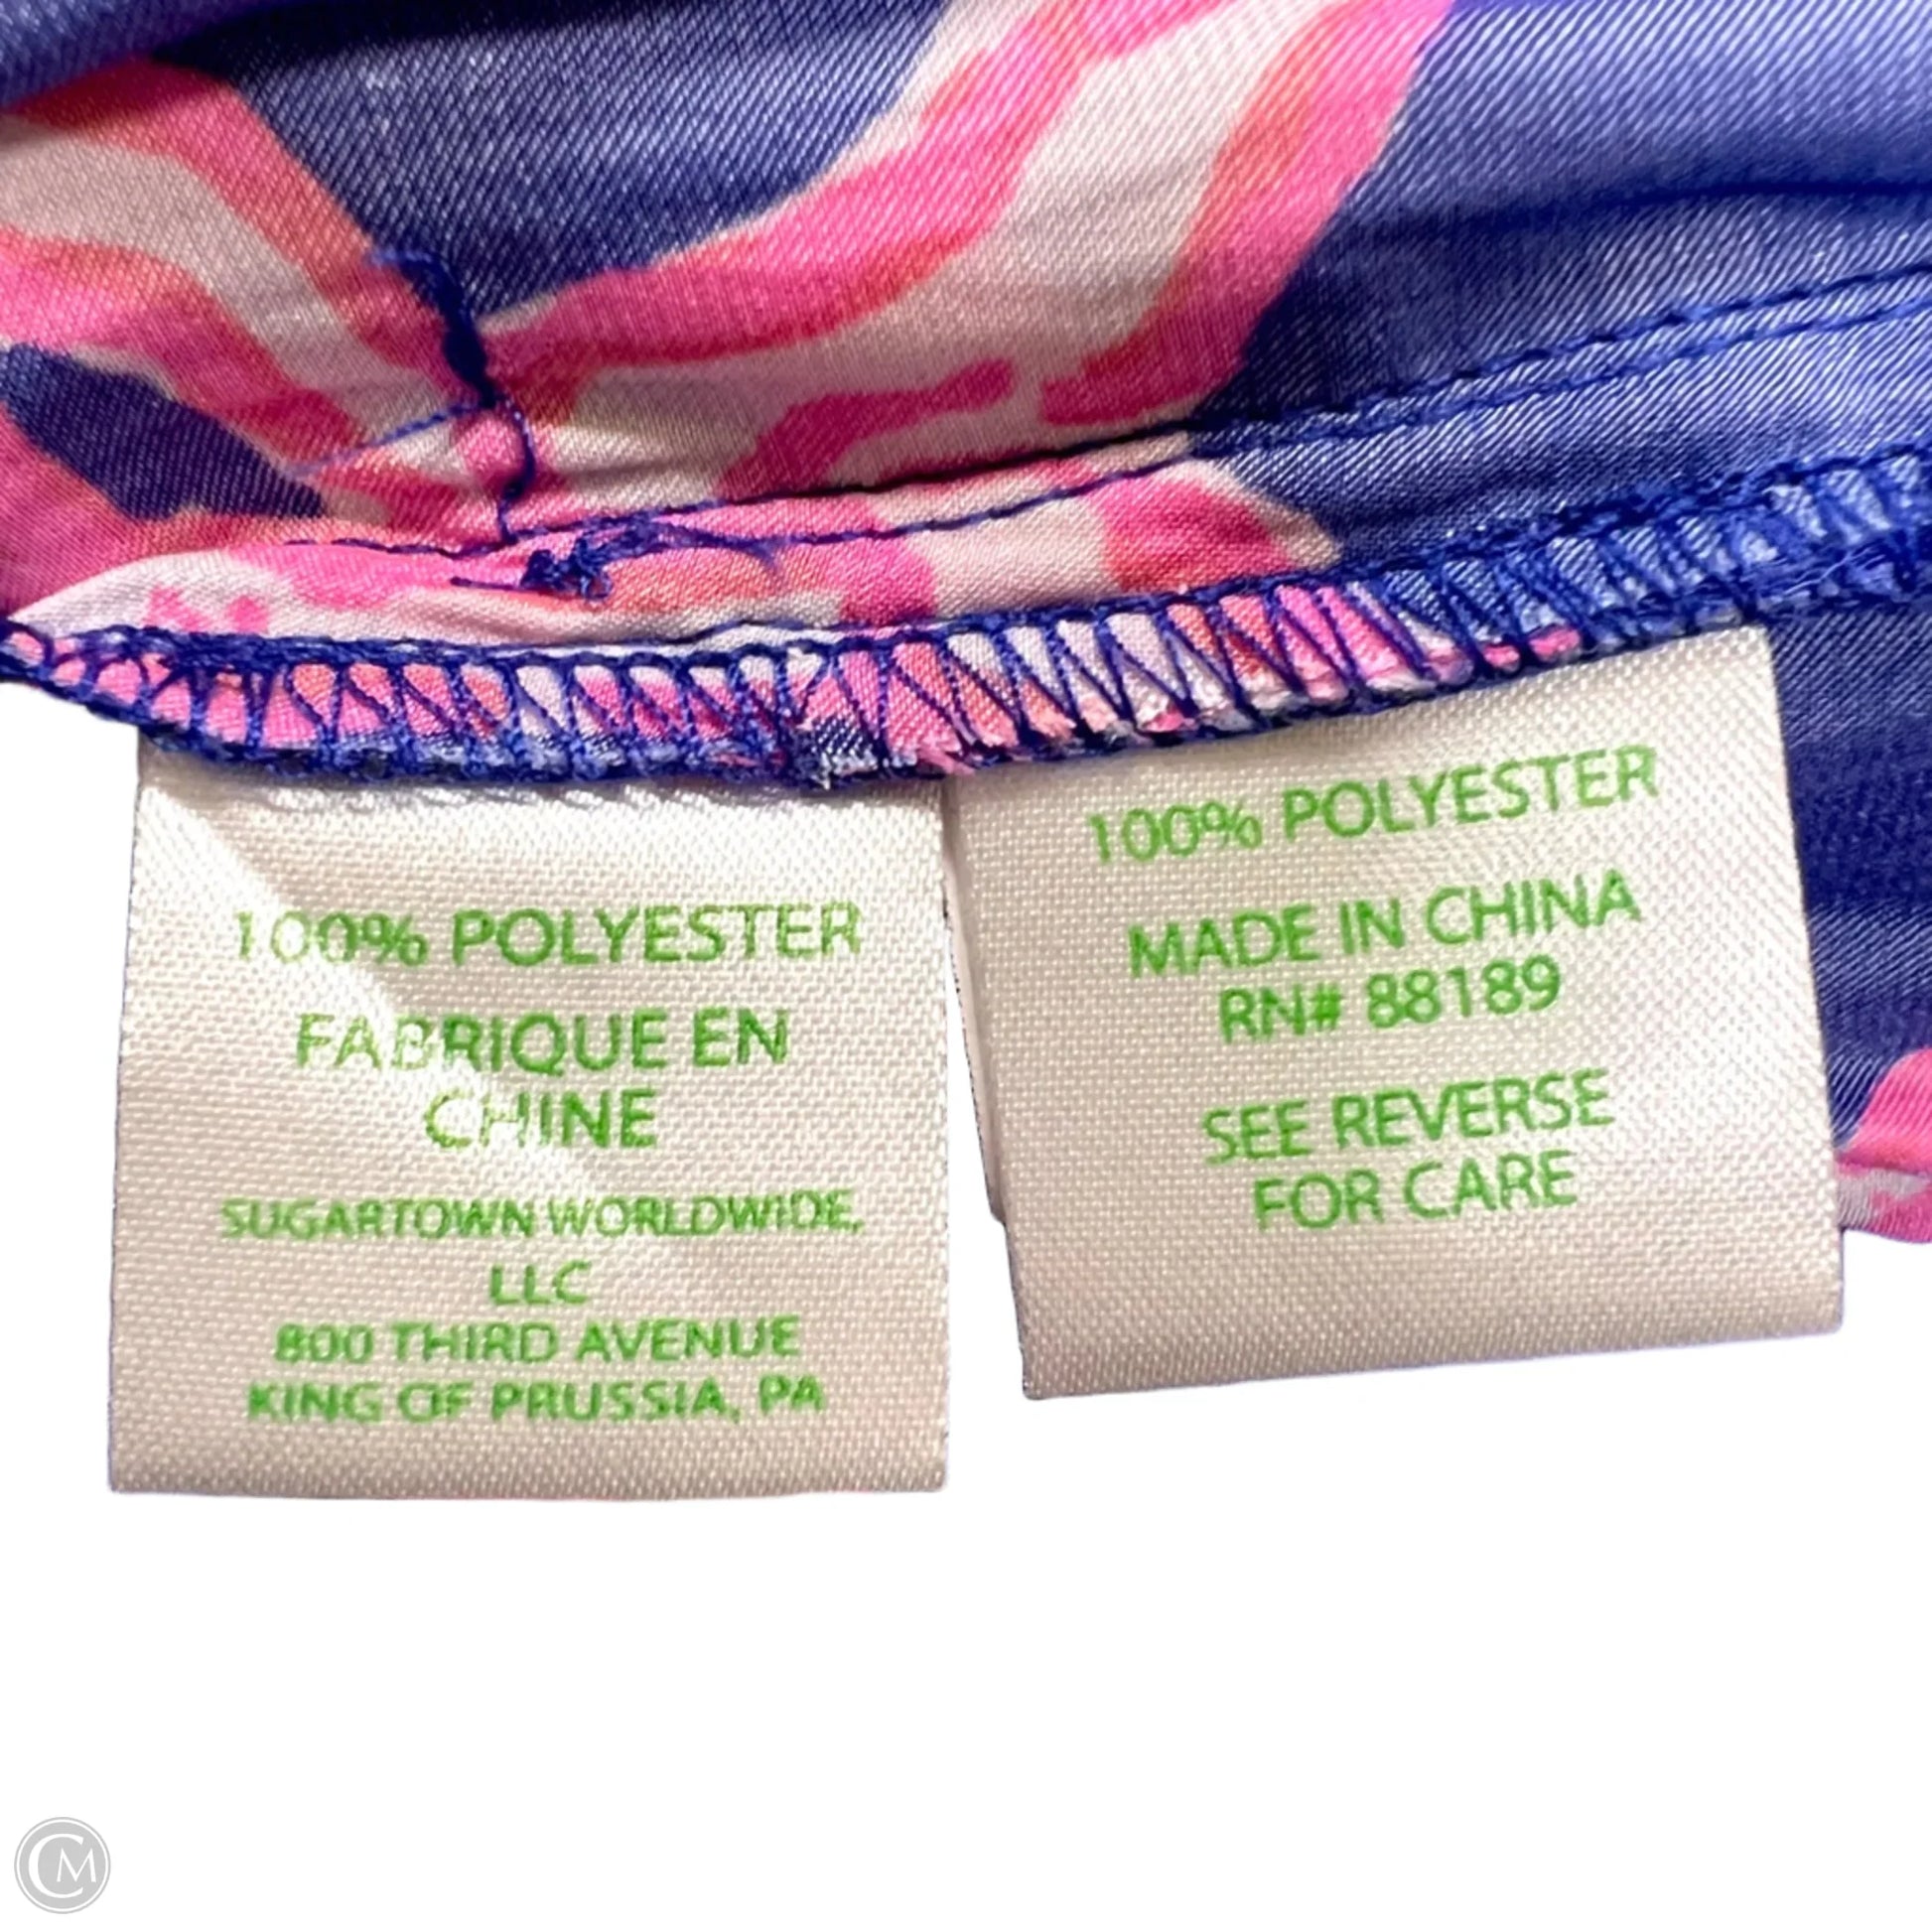 100% POLYESTER
FABRIQUE EN
CHINE
SUGARTOWN WORLDWIDE,
LLC
800 THIRD AVENUE
KING OF PRUSSIA, PA
100% POLYESTER
MADE IN CHINA
RN# 88189
SEE REVERSE
FOR CARE
CM